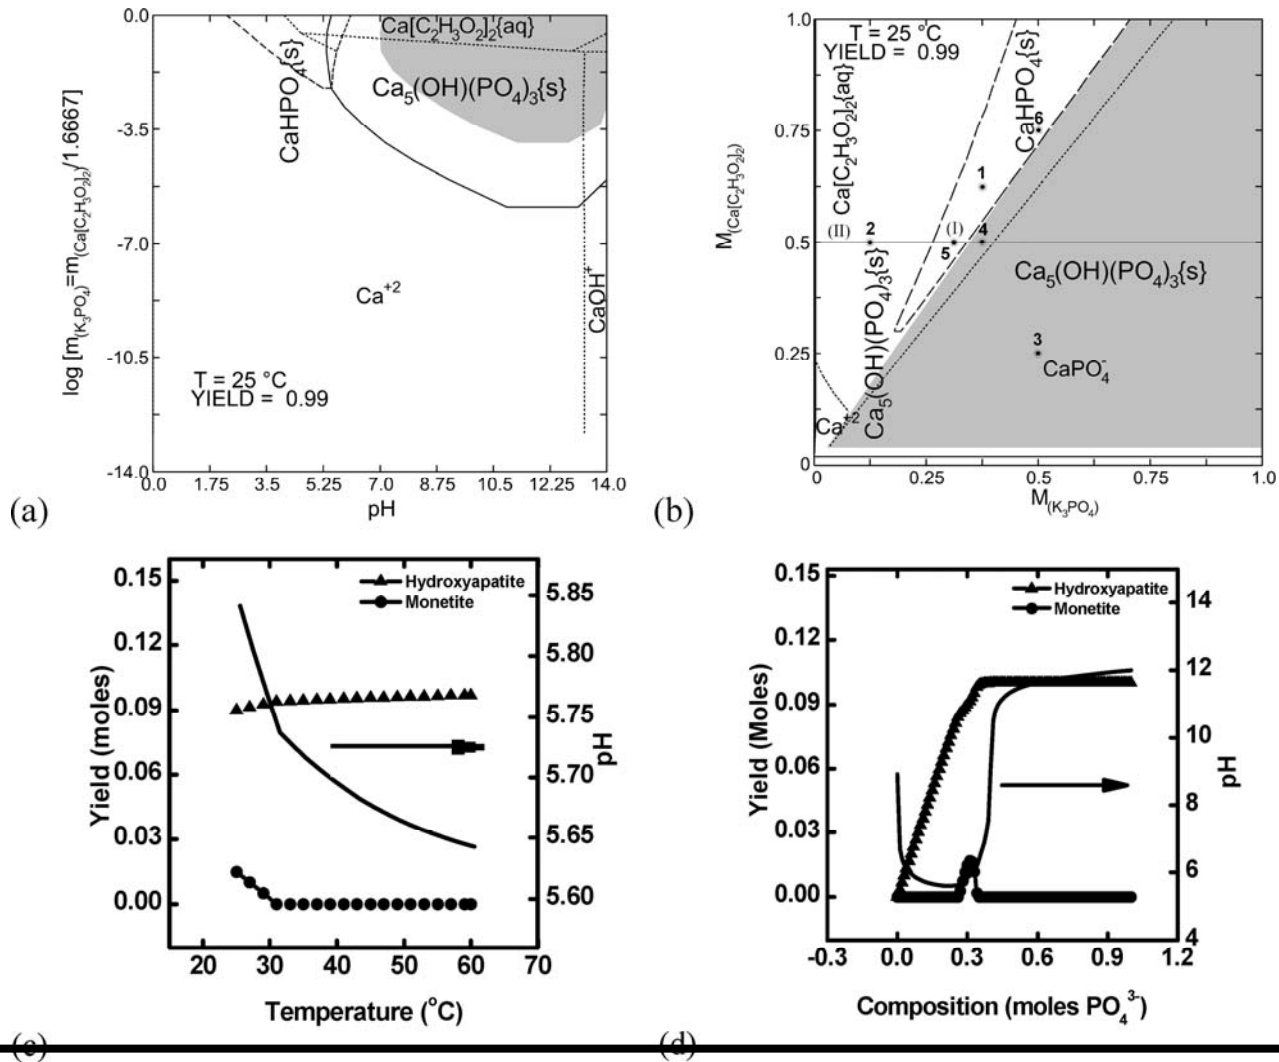 (a)
0.0
-3.5
-7.0
-10.5
-14.0
log [m(K₃PO₄)=m(Ca[C₂H₃O₂]₂)/1.6667]
CaHPO₄{s}
Ca[C₂H₃O₂]₂{aq}
Ca₅(OH)(PO₄)₃{s}
Ca⁺²
CaOH⁺
T = 25 °C
YIELD = 0.99
0.0 1.75 3.5 5.25 7.0 8.75 10.5 12.25 14.0
pH
(b)
1.0
0.75
0.5
0.25
0
M(Ca[C₂H₃O₂]₂)
T = 25 °C
YIELD = 0.99
Ca[C₂H₃O₂]₂{aq}
CaHPO₄{s}
6
1
(II) 2 (I) 4
5
Ca₅(OH)(PO₄)₃{s}
Ca₅(OH)(PO₄)₃{s}
3
CaPO₄⁻
Ca⁺²
0 0.25 0.5 0.75 1.0
M(K₃PO₄)
0.15
0.12
0.09
0.06
0.03
0.00
Yield (moles)
Hydroxyapatite
Monetite
5.85
5.80
5.75
5.70
5.65
5.60
pH
20 30 40 50 60 70
Temperature (°C)
(c)
0.15
0.12
0.09
0.06
0.03
0.00
Yield (Moles)
Hydroxyapatite
Monetite
14
12
10
8
6
4
pH
-0.3 0.0 0.3 0.6 0.9 1.2
Composition (moles PO₄³⁻)
(d)